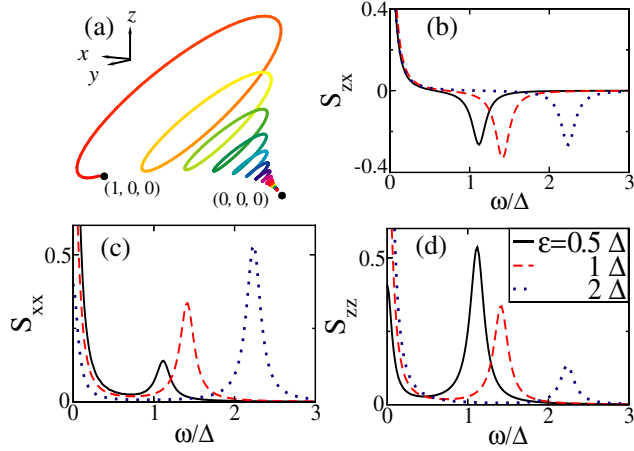 (a)
z
x
y
(1, 0, 0)
(0, 0, 0)
(b)
0.4
0
-0.4
S_zx
0 1 2 3
ω/Δ
(c)
0.5
0
S_xx
0 1 2 3
ω/Δ
(d)
ε=0.5 Δ
1 Δ
2 Δ
0.5
0
S_zz
0 1 2 3
ω/Δ